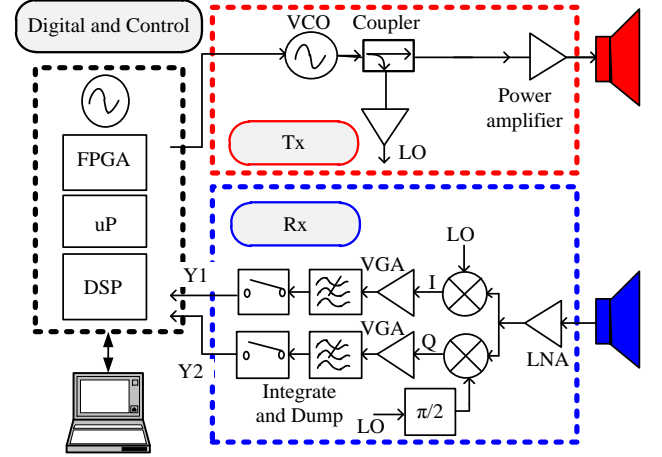 Digital and Control
VCO
Coupler
Power
amplifier
FPGA
Tx
LO
uP
Rx
LO
DSP
Y1
VGA
I
VGA
Q
LNA
Y2
Integrate
and Dump
LO
π/2